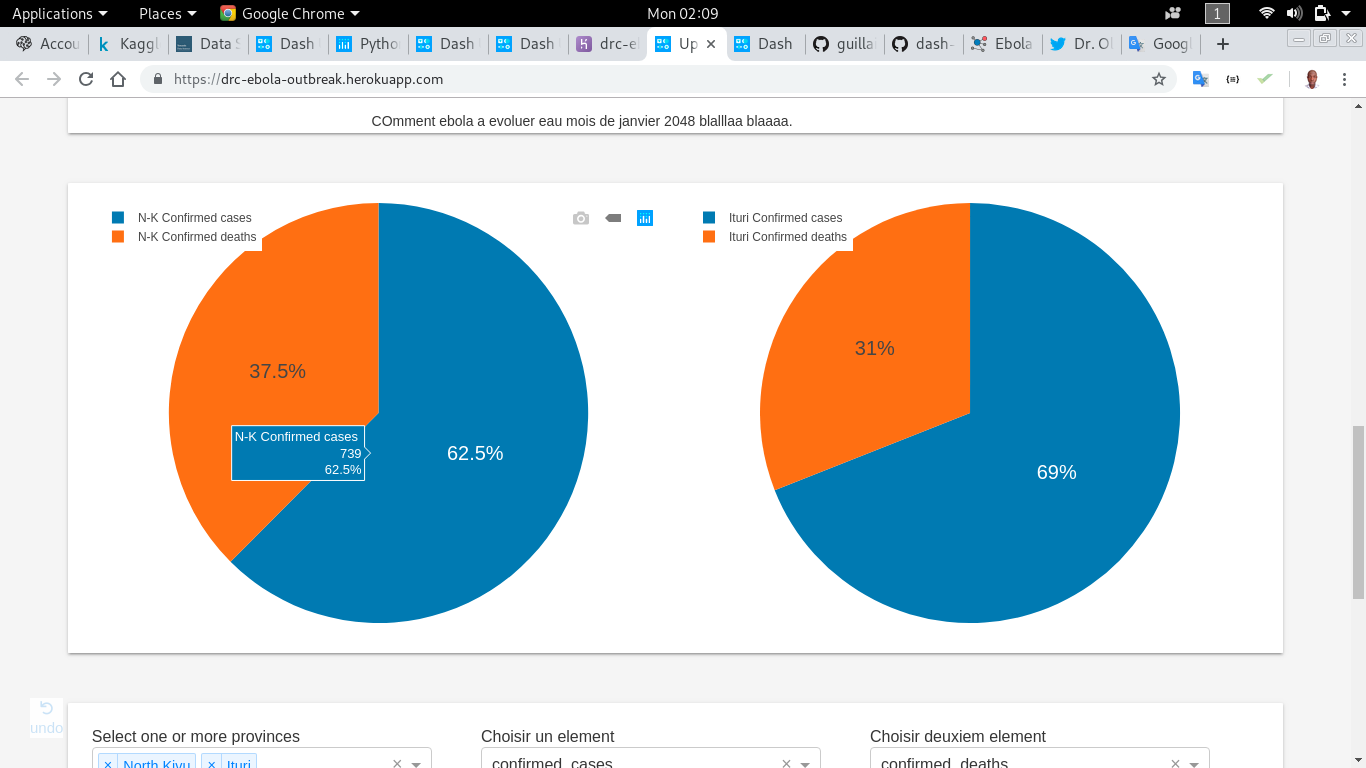 Applications Places Google Chrome Mon 02:09 1
Accou Kaggl Data S Dash Pytho Dash Dash drc-e Up Dash guilla dash- Ebola Dr. O Googl
https://drc-ebola-outbreak.herokuapp.com
COmment ebola a evoluer eau mois de janvier 2048 blalllaa blaaaa.
N-K Confirmed cases
N-K Confirmed deaths
37.5%
62.5%
N-K Confirmed cases
739
62.5%
Ituri Confirmed cases
Ituri Confirmed deaths
31%
69%
undo
Select one or more provinces
× North Kivu × Ituri ×
Choisir un element
confirmed_cases ×
Choisir deuxiem element
confirmed_deaths ×